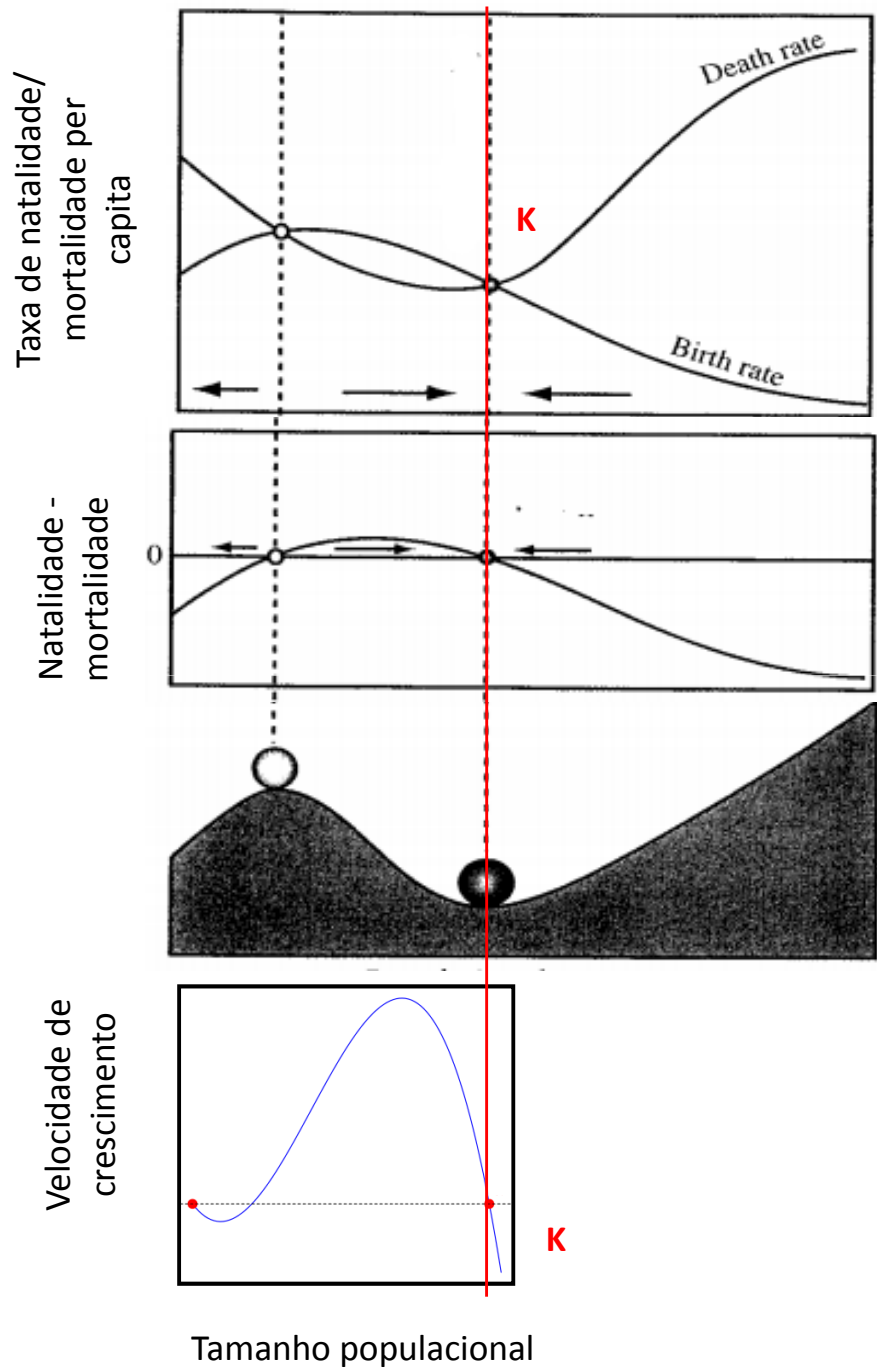 Taxa de natalidade/
mortalidade per
capita
Death rate
K
Birth rate
Natalidade -
mortalidade
0
Velocidade de
crescimento
K
Tamanho populacional